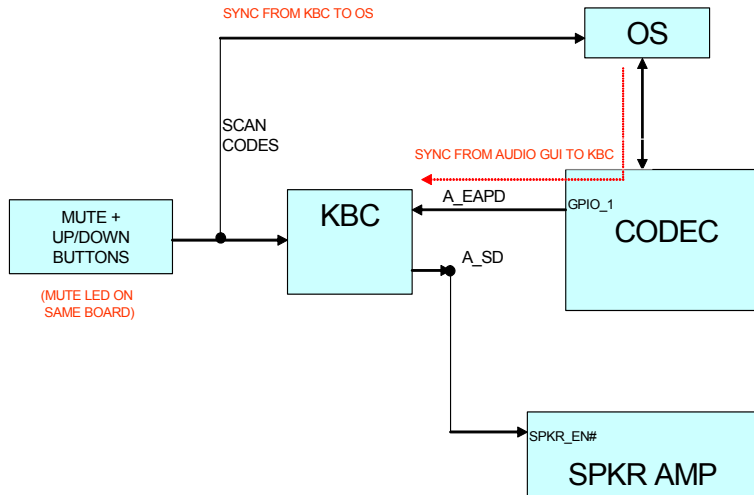 SYNC FROM KBC TO OS
OS
SCAN
CODES
SYNC FROM AUDIO GUI TO KBC
MUTE +
UP/DOWN
BUTTONS
KBC
A_EAPD
GPIO_1
CODEC
A_SD
(MUTE LED ON
SAME BOARD)
SPKR_EN#
SPKR AMP